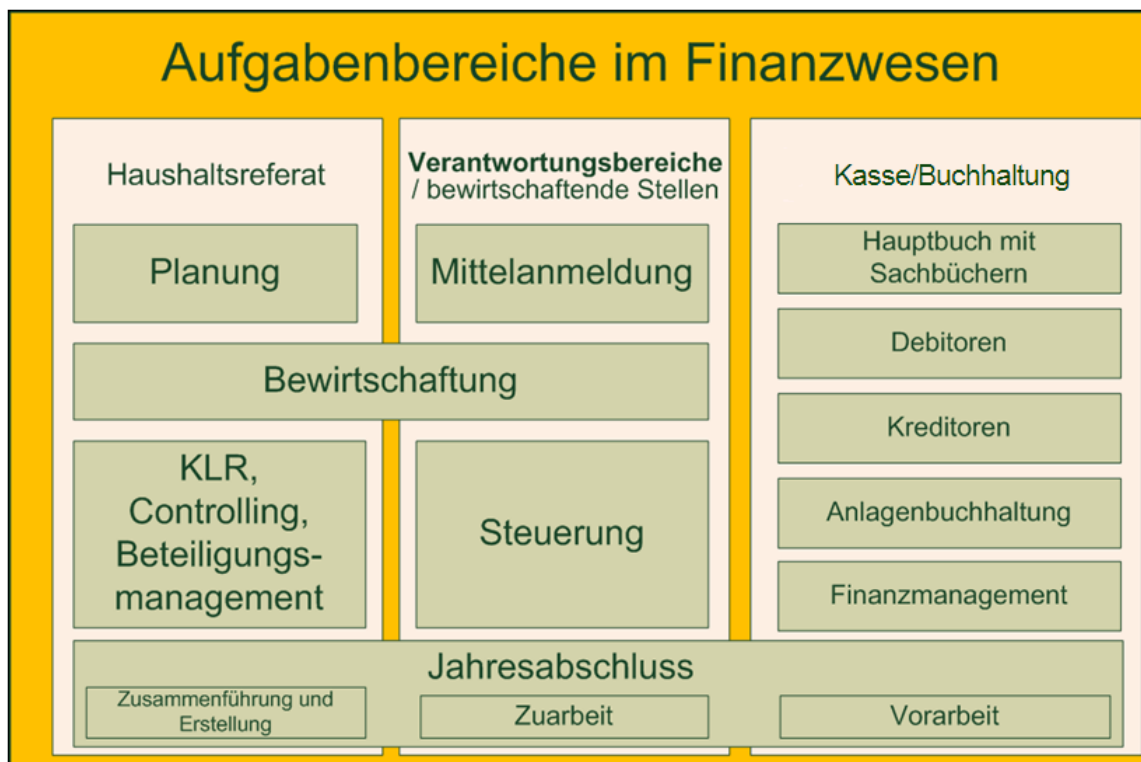 Aufgabenbereiche im Finanzwesen
Haushaltsreferat
Planung
Verantwortungsbereiche
/ bewirtschaftende Stellen
Mittelanmeldung
Bewirtschaftung
KLR,
Controlling,
Beteiligungs-
management
Steuerung
Kasse/Buchhaltung
Hauptbuch mit
Sachbüchern
Debitoren
Kreditoren
Anlagenbuchhaltung
Finanzmanagement
Jahresabschluss
Zusammenführung und
Erstellung
Zuarbeit
Vorarbeit